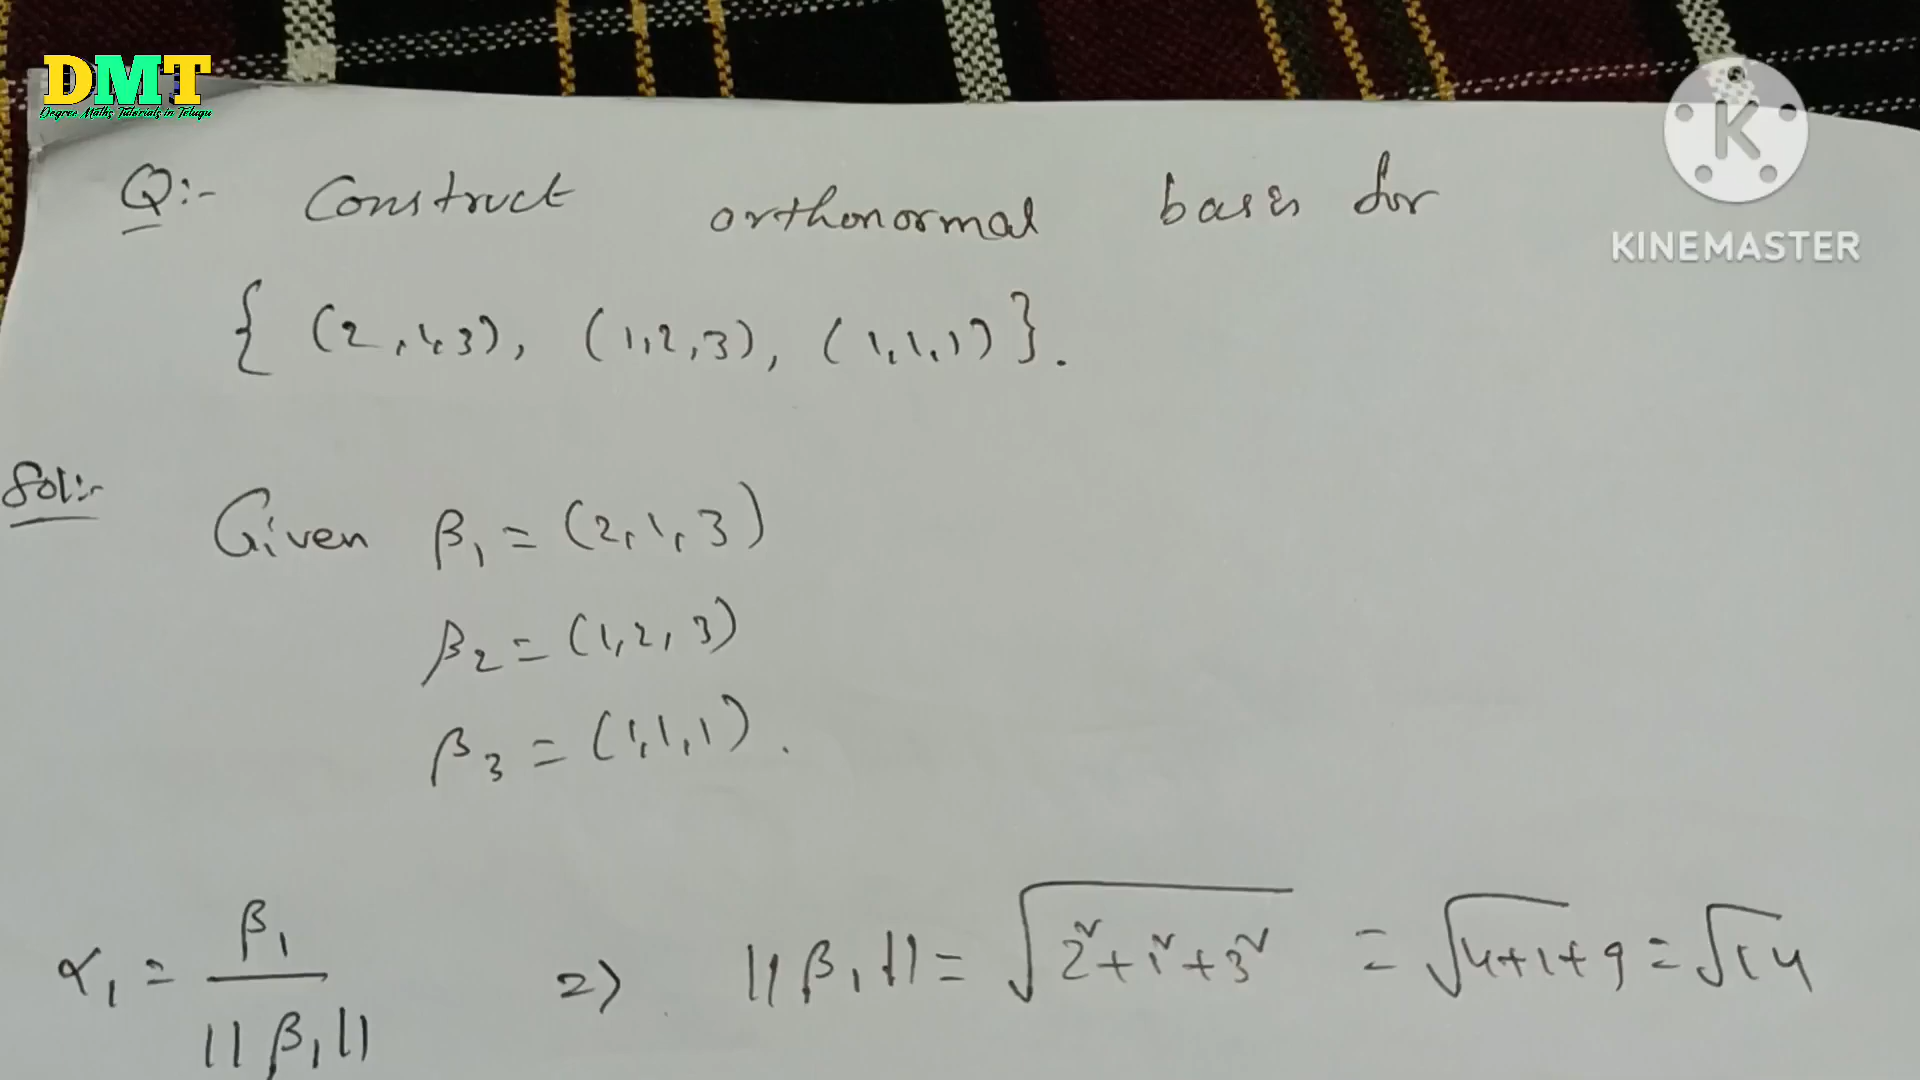 DMT
Degree Maths Tutorials in Telugu
K
KINEMASTER
Q:- Construct orthonormal basis for
{ (2,1,3), (1,2,3), (1,1,1) }.
Sol:-
Given β₁ = (2,1,3)
β₂ = (1,2,3)
β₃ = (1,1,1).
α₁ = β₁ / ||β₁|| => ||β₁|| = √(2²+1²+3²) = √(4+1+9) = √14